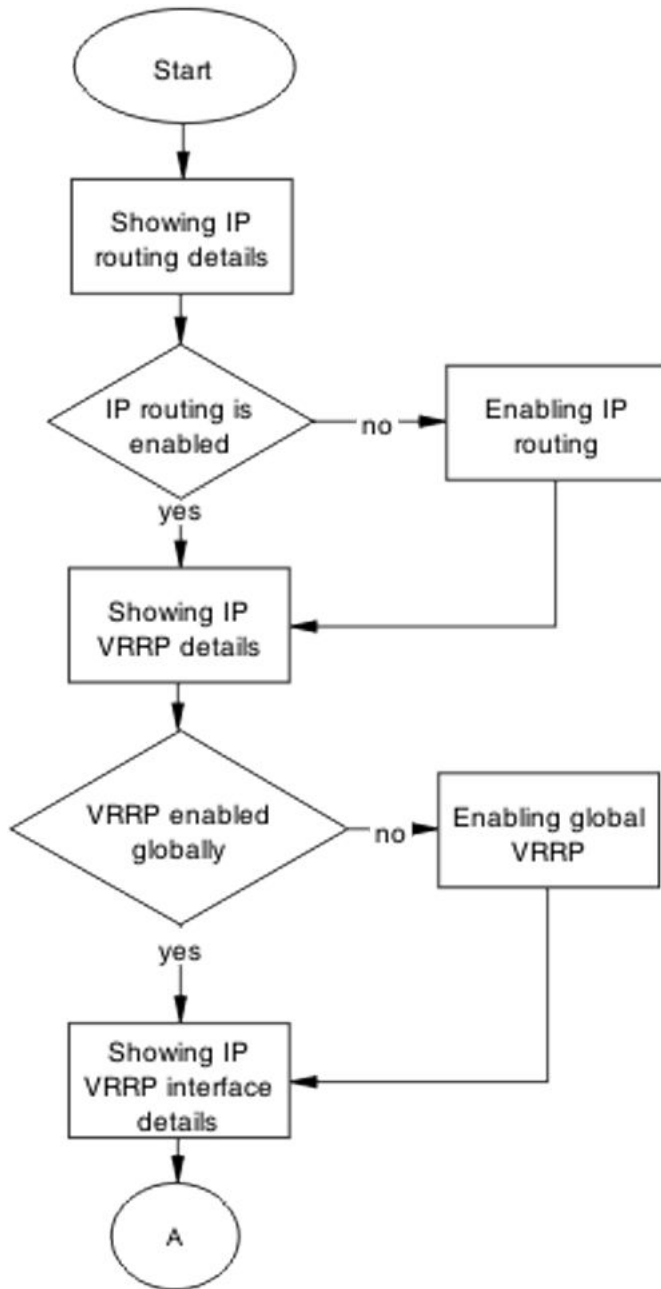 Start
Showing IP
routing details
IP routing is
enabled
no
Enabling IP
routing
yes
Showing IP
VRRP details
VRRP enabled
globally
no
Enabling global
VRRP
yes
Showing IP
VRRP interface
details
A